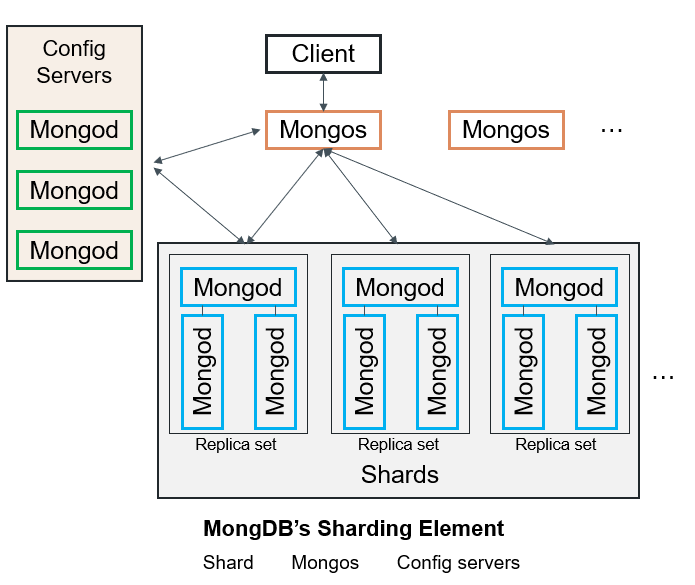 Config
Servers
Mongod
Mongod
Mongod
Client
Mongos
Mongos
...
Mongod
Mongod
Mongod
Replica set
Mongod
Mongod
Mongod
Replica set
Mongod
Mongod
Mongod
Replica set
...
Shards
MongDB’s Sharding Element
Shard Mongos Config servers